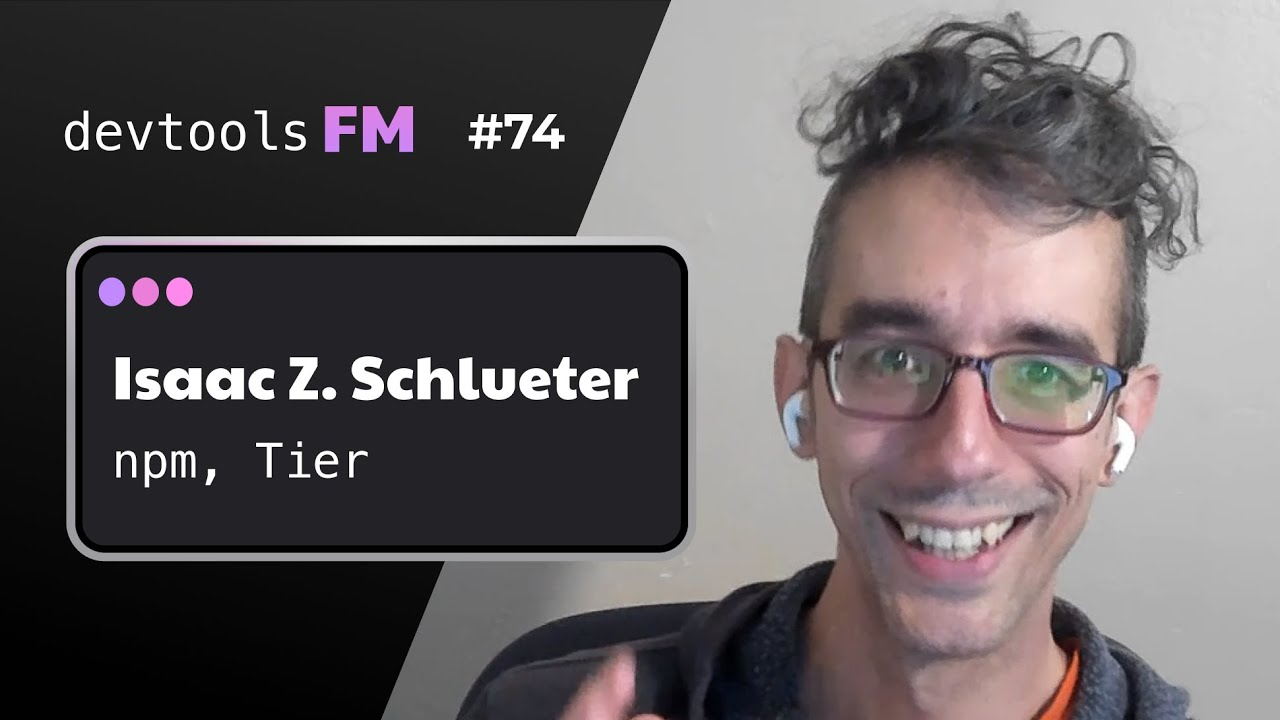 devtools FM #74
Isaac Z. Schlueter
npm, Tier